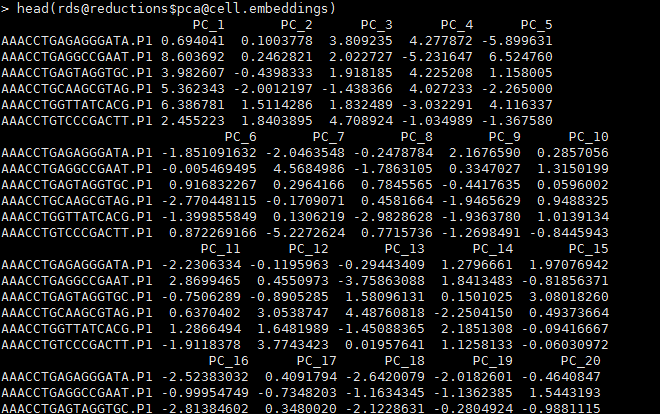 > head(rds@reductions$pca@cell.embeddings)
PC_1 PC_2 PC_3 PC_4 PC_5
AAACCTGAGAGGGATA.P1 0.694041 0.1003778 3.809235 4.277872 -5.899631
AAACCTGAGGCCGAAT.P1 8.603692 0.2462821 2.022727 -5.231647 6.524760
AAACCTGAGTAGGTGC.P1 3.982607 -0.4398333 1.918185 4.225208 1.158005
AAACCTGCAAGCGTAG.P1 5.362343 -2.0012197 -1.438366 4.027233 -2.265000
AAACCTGGTTATCACG.P1 6.386781 1.5114286 1.832489 -3.032291 4.116337
AAACCTGTCCCGACTT.P1 2.455223 1.8403895 4.708924 -1.034989 -1.367580
PC_6 PC_7 PC_8 PC_9 PC_10
AAACCTGAGAGGGATA.P1 -1.851091632 -2.0463548 -0.2478784 2.1676590 0.2857056
AAACCTGAGGCCGAAT.P1 -0.005469495 4.5684986 -1.7863105 0.3347027 1.3150199
AAACCTGAGTAGGTGC.P1 0.916832267 0.2964166 0.7845565 -0.4417635 0.0596002
AAACCTGCAAGCGTAG.P1 -2.770448115 -0.1709071 0.4581664 -1.9465629 0.9488325
AAACCTGGTTATCACG.P1 -1.399855849 0.1306219 -2.9828628 -1.9363780 1.0139134
AAACCTGTCCCGACTT.P1 0.872269166 -5.2272624 0.7715736 -1.2698491 -0.8445943
PC_11 PC_12 PC_13 PC_14 PC_15
AAACCTGAGAGGGATA.P1 -2.2306334 -0.1195963 -0.29443409 1.2796661 1.97076942
AAACCTGAGGCCGAAT.P1 2.8699465 0.4550973 -3.75863088 1.8413483 -0.81856371
AAACCTGAGTAGGTGC.P1 -0.7506289 -0.8905285 1.58096131 0.1501025 3.08018260
AAACCTGCAAGCGTAG.P1 0.6370402 3.0538747 4.48760818 -2.2504150 0.49373664
AAACCTGGTTATCACG.P1 1.2866494 1.6481989 -1.45088365 2.1851308 -0.09416667
AAACCTGTCCCGACTT.P1 -1.9118378 3.7743423 0.01957641 1.1258133 -0.06030972
PC_16 PC_17 PC_18 PC_19 PC_20
AAACCTGAGAGGGATA.P1 -2.52383032 0.4091794 -2.6420079 -2.0182601 -0.4640847
AAACCTGAGGCCGAAT.P1 -0.99954749 -0.7348203 -1.1634345 -1.1362385 1.5443193
AAACCTGAGTAGGTGC.P1 -2.81384602 0.3480020 -2.1228631 -0.2804924 -0.9881115